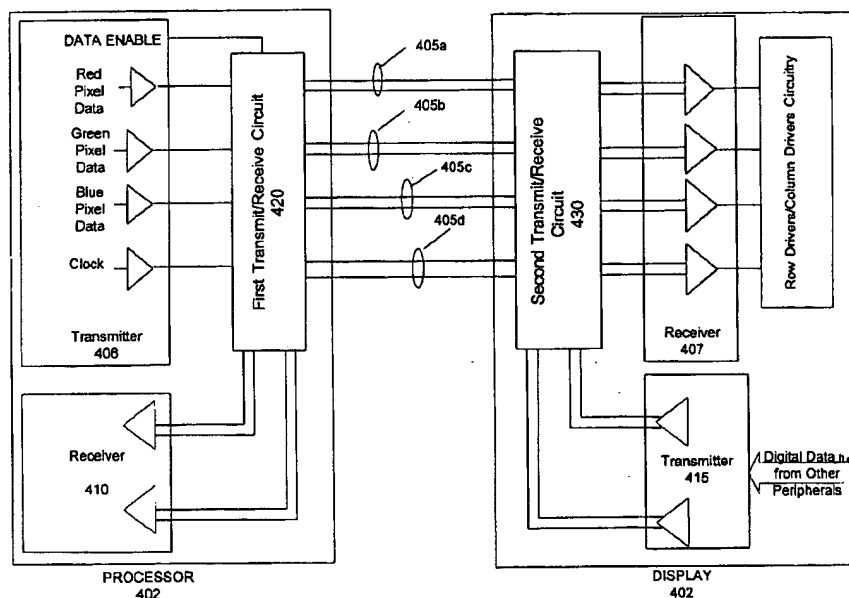 DATA ENABLE
Red
Pixel
Data
Green
Pixel
Data
Blue
Pixel
Data
Clock
Transmitter
406
First Transmit/Receive Circuit
420
405a
405b
405c
405d
Second Transmit/Receive
Circuit
430
Receiver
407
Row Drivers/Column Drivers Circuitry
Receiver
410
Transmitter
415
Digital Data
from Other
Peripherals
PROCESSOR
402
DISPLAY
402